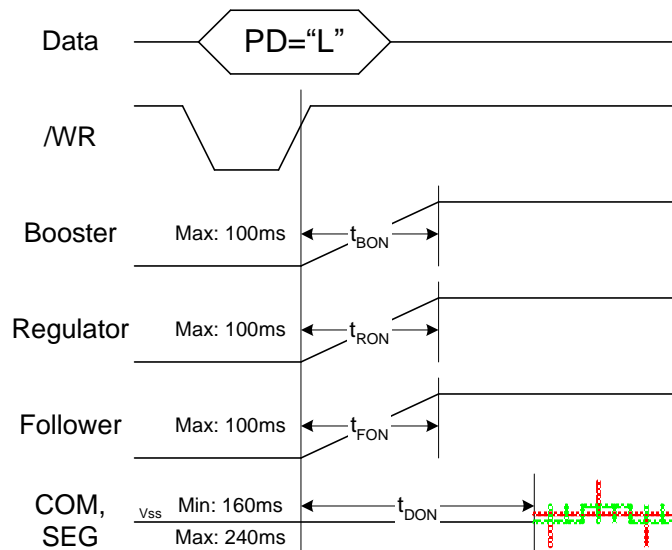 Data
PD=“L”
/WR
Booster Max: 100ms tBON
Regulator Max: 100ms tRON
Follower Max: 100ms tFON
COM, SEG
Vss Min: 160ms tDON
Max: 240ms